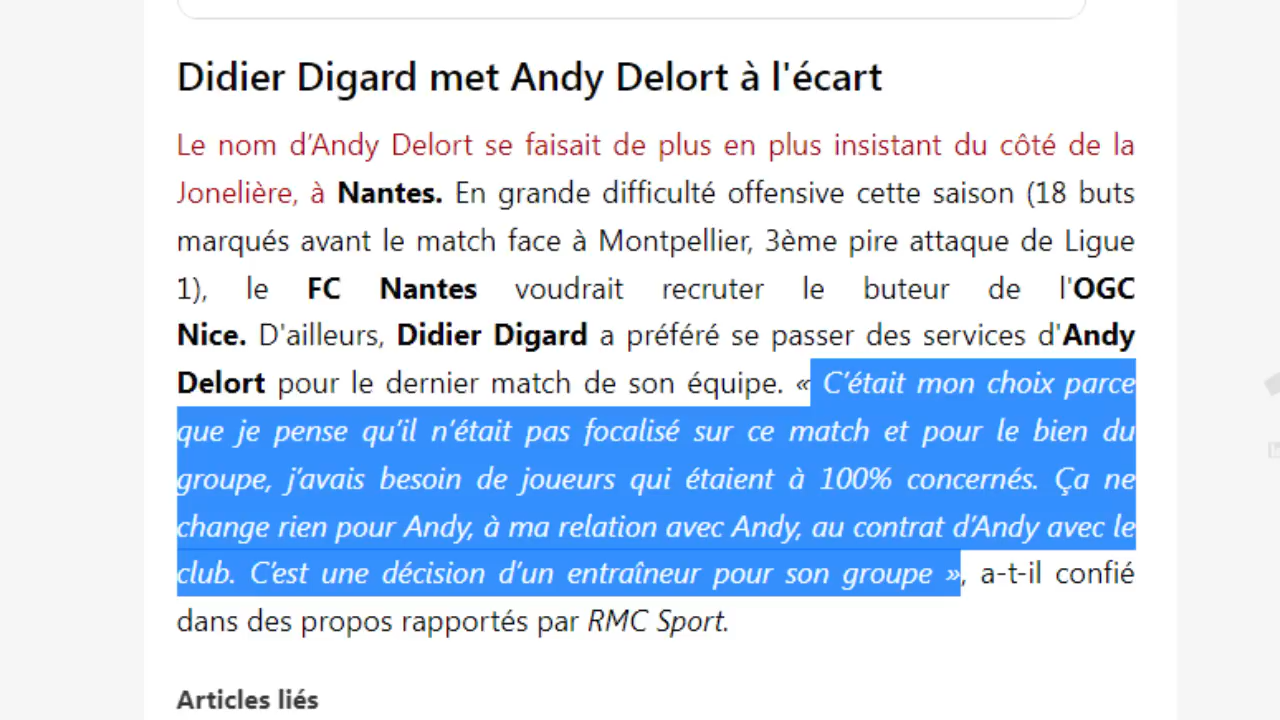 Didier Digard met Andy Delort à l'écart
Le nom d’Andy Delort se faisait de plus en plus insistant du côté de la
Jonelière, à Nantes. En grande difficulté offensive cette saison (18 buts
marqués avant le match face à Montpellier, 3ème pire attaque de Ligue
1), le FC Nantes voudrait recruter le buteur de l'OGC
Nice. D'ailleurs, Didier Digard a préféré se passer des services d'Andy
Delort pour le dernier match de son équipe. « C’était mon choix parce
que je pense qu’il n’était pas focalisé sur ce match et pour le bien du
groupe, j’avais besoin de joueurs qui étaient à 100% concernés. Ça ne
change rien pour Andy, à ma relation avec Andy, au contrat d’Andy avec le
club. C’est une décision d’un entraîneur pour son groupe », a-t-il confié
dans des propos rapportés par RMC Sport.
Articles liés